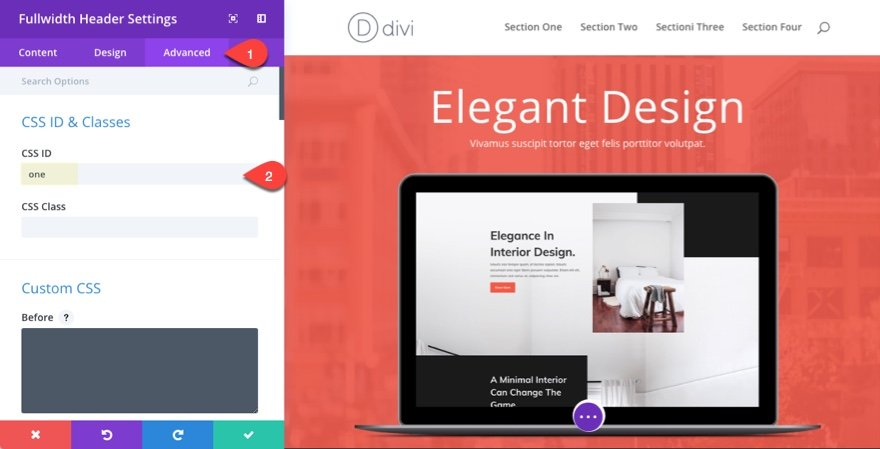 Fullwidth Header Settings
Content Design Advanced
1
Search Options
CSS ID & Classes
CSS ID
one
2
CSS Class
Custom CSS
Before ?
D divi
Section One Section Two Sectioni Three Section Four
Elegant Design
Vivamus suscipit tortor eget felis porttitor volutpat.
Elegance In
Interior Design.
A Minimal Interior
Can Change The
Game